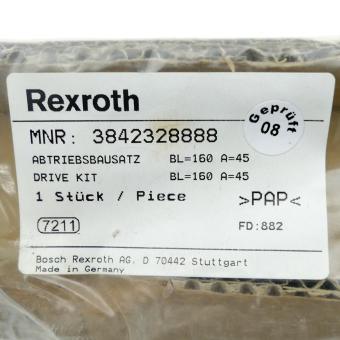 Rexroth
Geprüft
08
MNR: 3842328888
ABTRIEBSBAUSATZ BL=160 A=45
DRIVE KIT BL=160 A=45
1 Stück / Piece >PAP<
7211 FD:882
Bosch Rexroth AG. D 70442 Stuttgart
Made in Germany